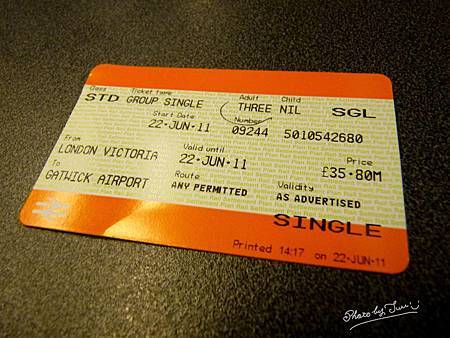 Class Ticket type Adult Child
STD GROUP SINGLE THREE NIL SGL
Start Date Number
22·JUN·11 09244 5010542680
From Valid until Price
LONDON VICTORIA 22·JUN·11 £35·80M
To Route Validity
GATWICK AIRPORT ANY PERMITTED AS ADVERTISED
SINGLE
Printed 14:17 on 22·JUN·11
Photo by